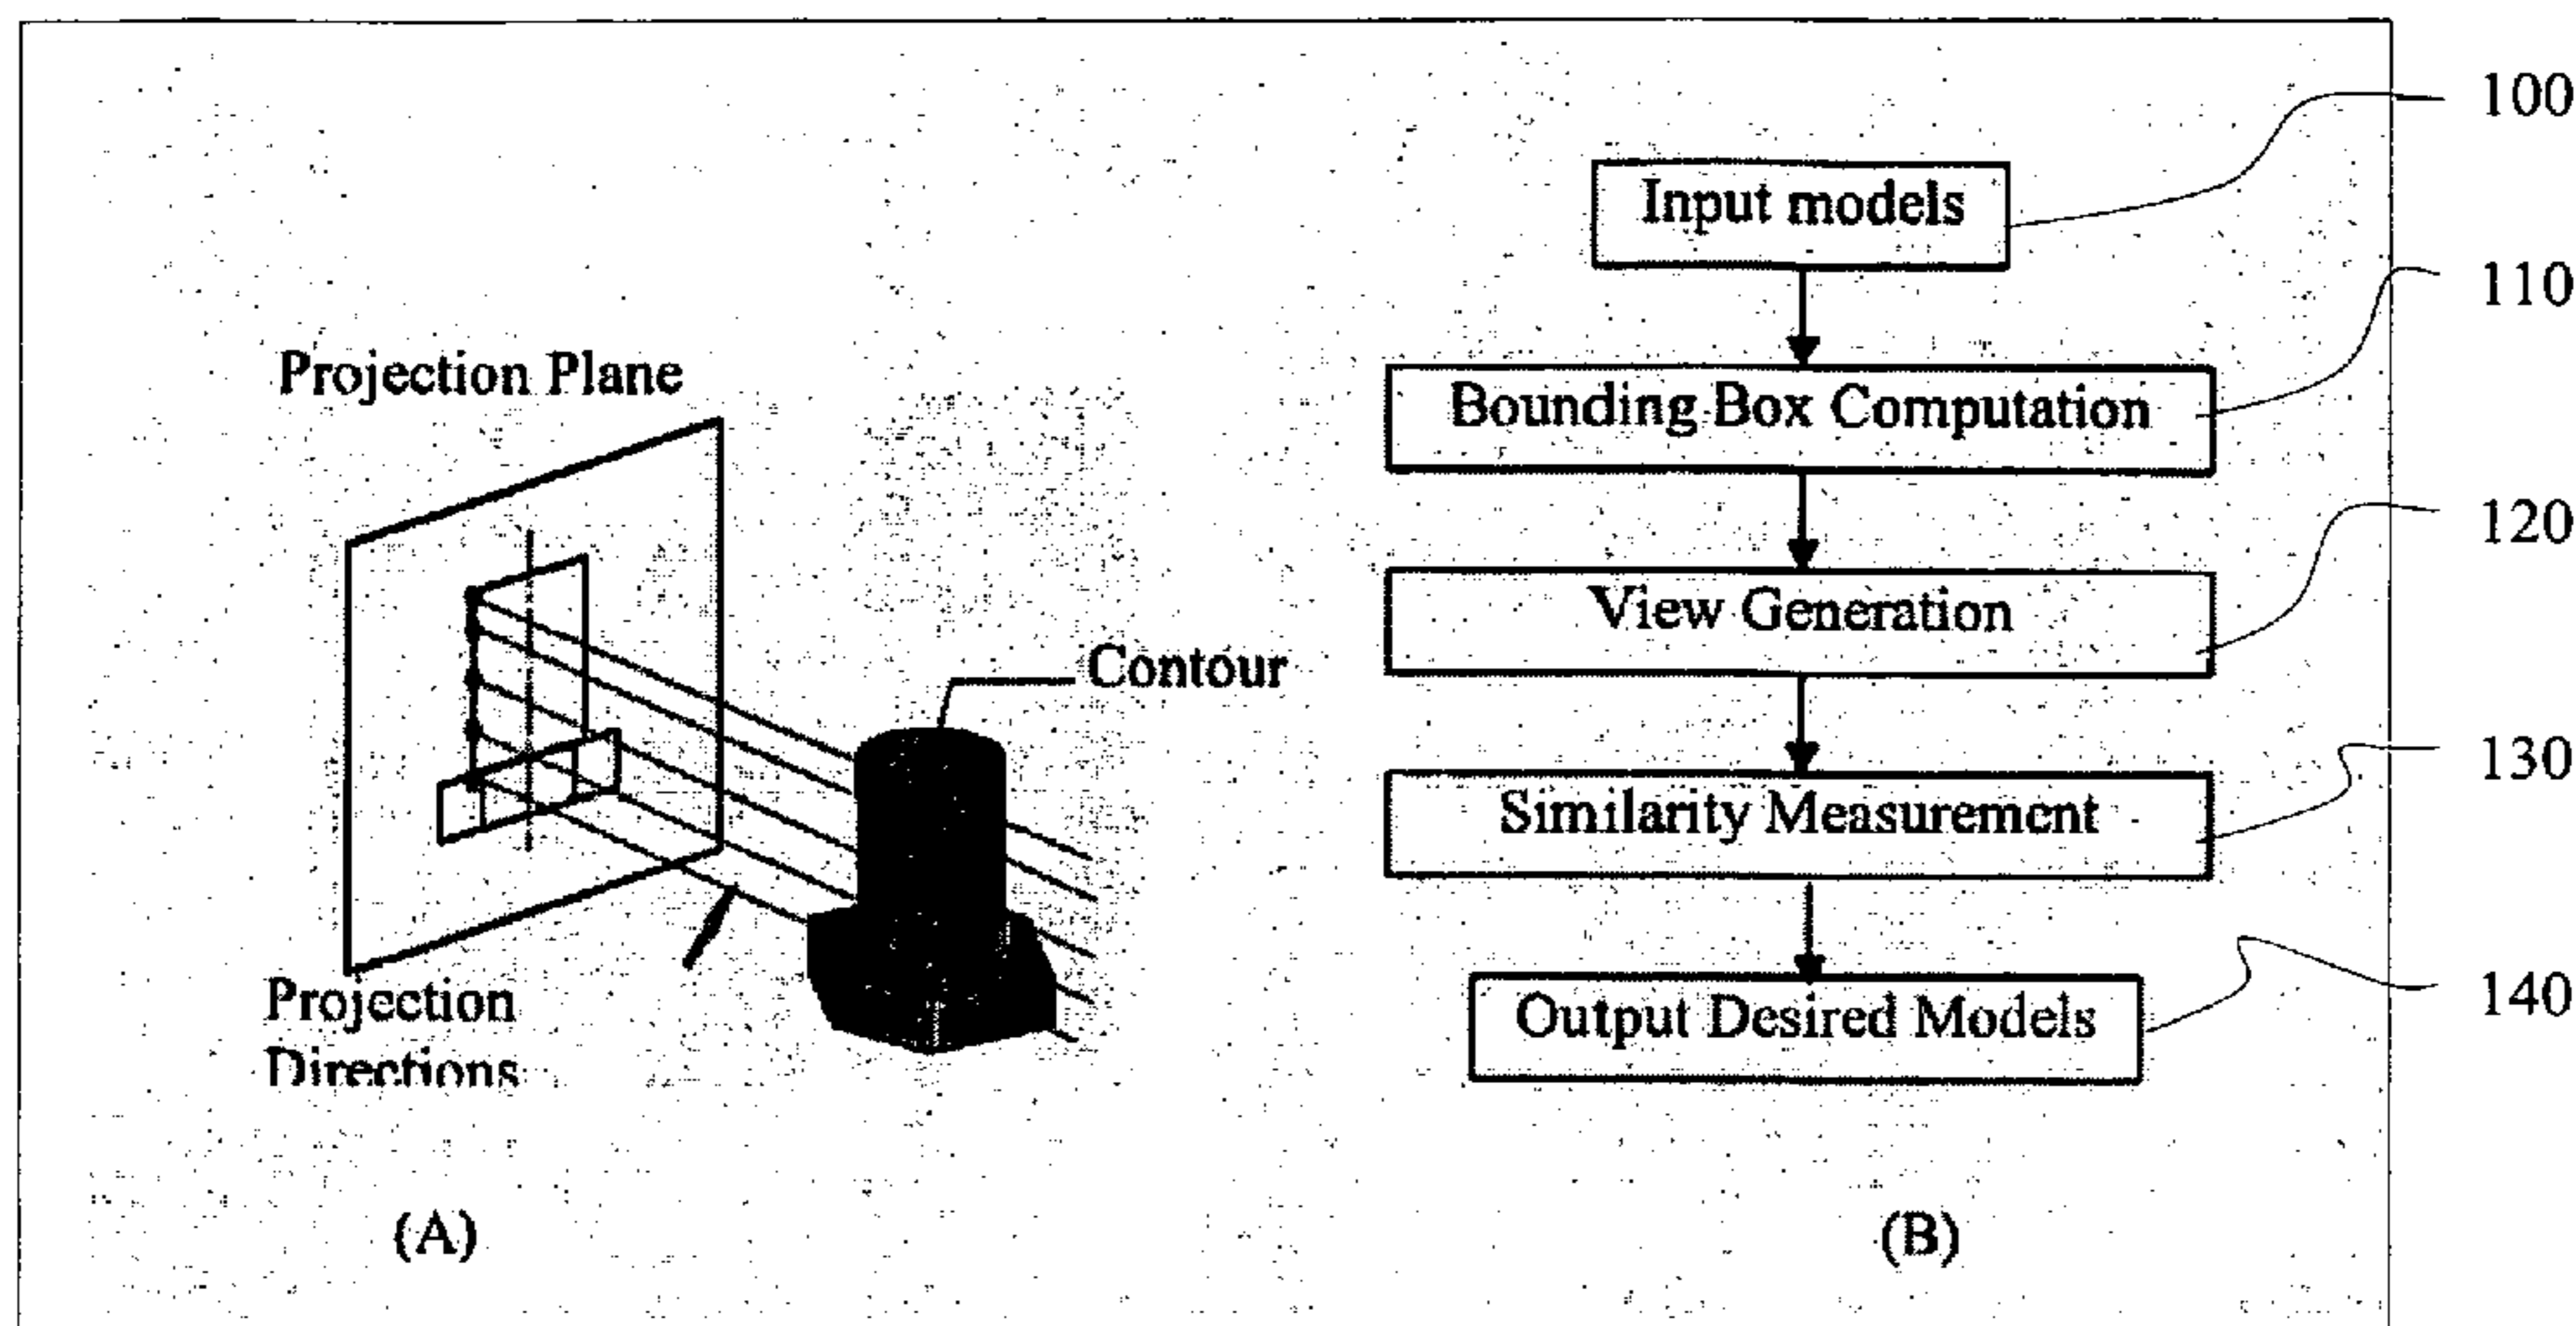 Projection Plane
Contour
Projection
Directions
(A)
Input models
Bounding Box Computation
View Generation
Similarity Measurement
Output Desired Models
(B)
100
110
120
130
140